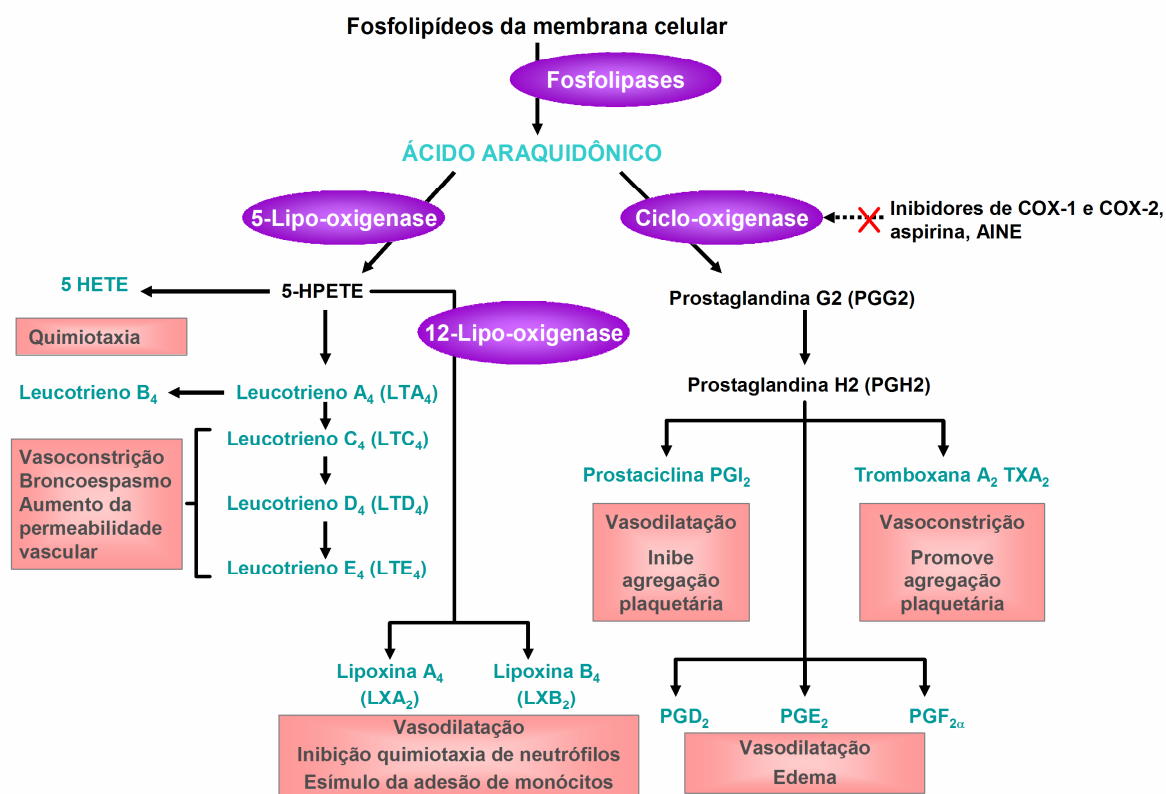 Fosfolipídeos da membrana celular
Fosfolipases
ÁCIDO ARAQUIDÔNICO
5-Lipo-oxigenase
Ciclo-oxigenase
Inibidores de COX-1 e COX-2,
aspirina, AINE
5 HETE
5-HPETE
Prostaglandina G2 (PGG2)
Quimiotaxia
12-Lipo-oxigenase
Leucotrieno B₄
Leucotrieno A₄ (LTA₄)
Prostaglandina H2 (PGH2)
Leucotrieno C₄ (LTC₄)
Vasoconstrição
Broncoespasmo
Aumento da
permeabilidade
vascular
Leucotrieno D₄ (LTD₄)
Leucotrieno E₄ (LTE₄)
Prostaciclina PGI₂
Tromboxana A₂ TXA₂
Vasodilatação
Inibe
agregação
plaquetária
Vasoconstrição
Promove
agregação
plaquetária
Lipoxina A₄
(LXA₂)
Lipoxina B₄
(LXB₂)
Vasodilatação
Inibição quimiotaxia de neutrófilos
Esímulo da adesão de monócitos
PGD₂
PGE₂
PGF₂α
Vasodilatação
Edema